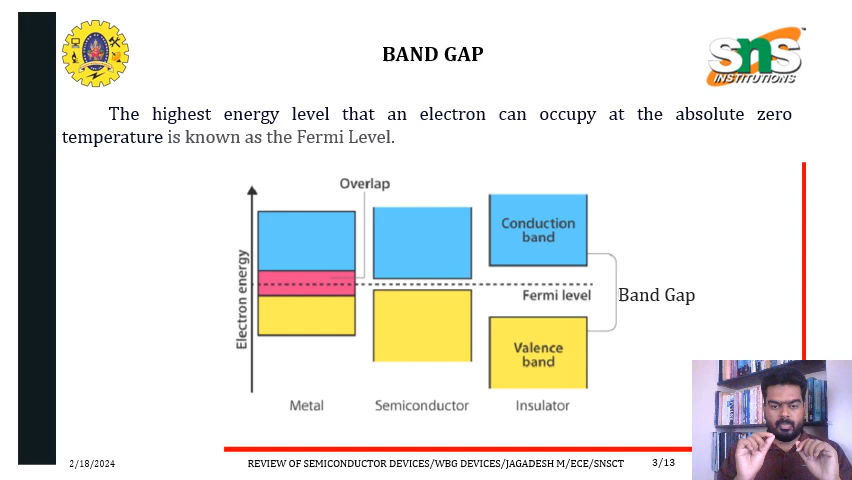 BAND GAP
SNS
INSTITUTIONS
The highest energy level that an electron can occupy at the absolute zero
temperature is known as the Fermi Level.
Overlap
Conduction
band
Electron energy
Fermi level
Band Gap
Valence
band
Metal
Semiconductor
Insulator
2/18/2024
REVIEW OF SEMICONDUCTOR DEVICES/WBG DEVICES/JAGADESH M/ECE/SNSCT
3/13